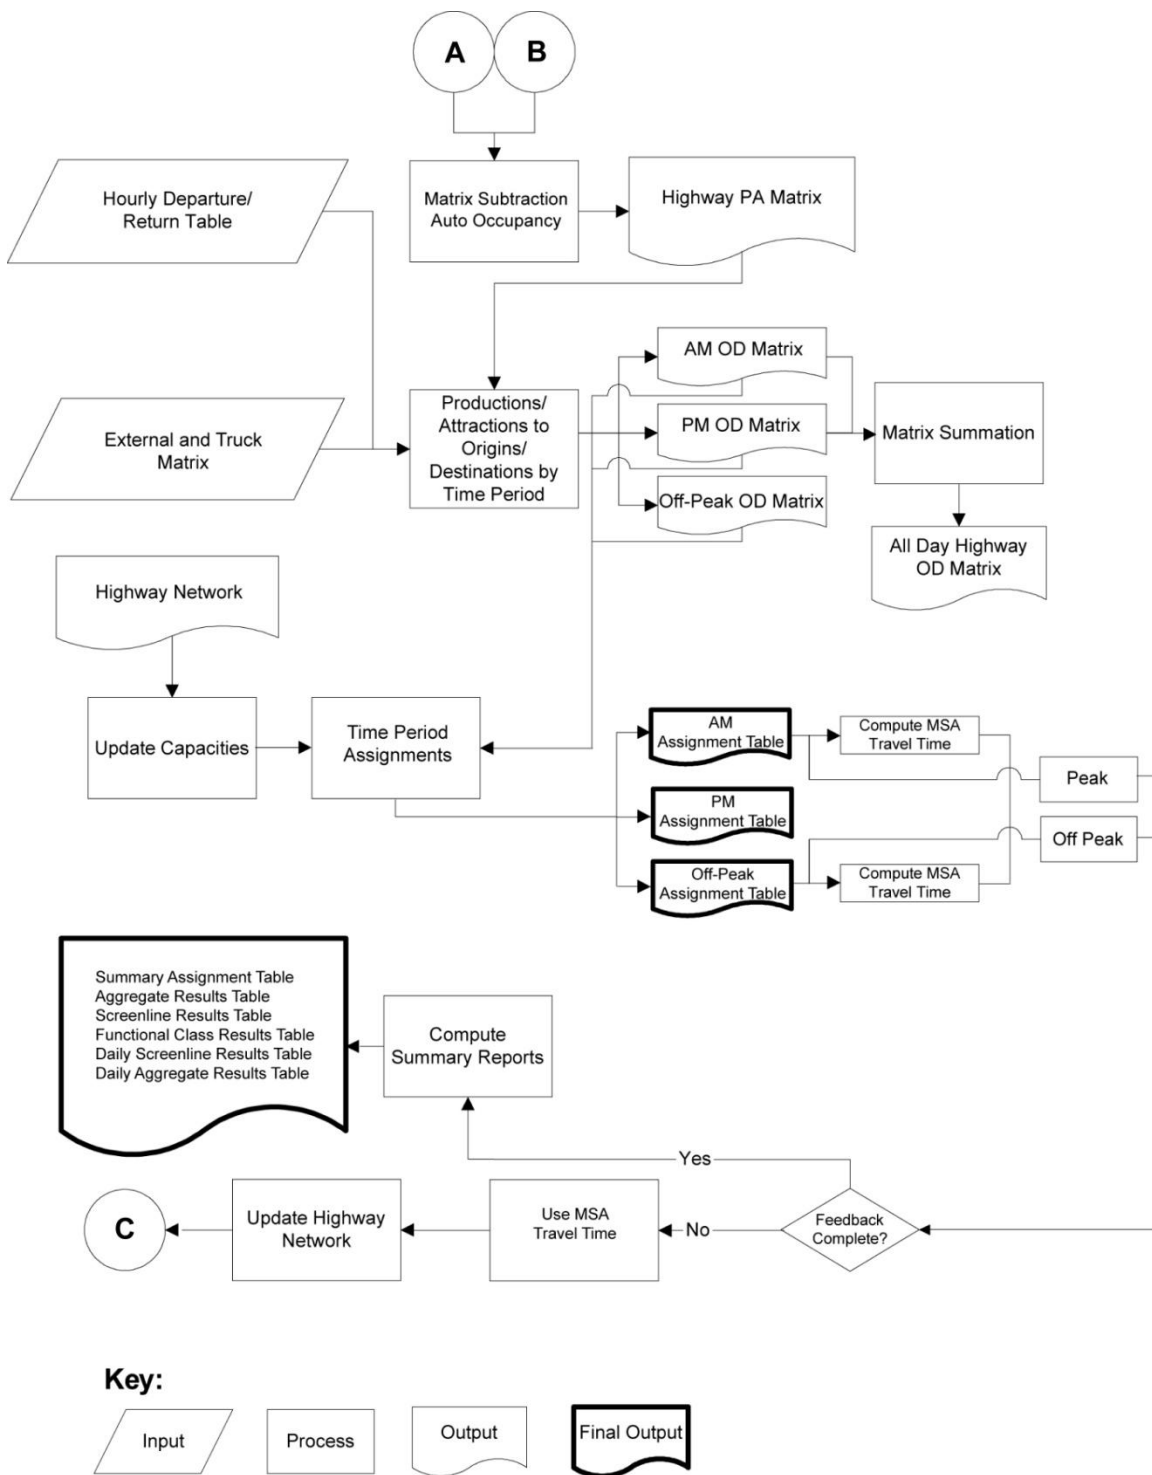 A
B
Hourly Departure/
Return Table
Matrix Subtraction
Auto Occupancy
Highway PA Matrix
External and Truck
Matrix
Productions/
Attractions to
Origins/
Destinations by
Time Period
AM OD Matrix
PM OD Matrix
Off-Peak OD Matrix
Matrix Summation
All Day Highway
OD Matrix
Highway Network
Update Capacities
Time Period
Assignments
AM
Assignment Table
PM
Assignment Table
Off-Peak
Assignment Table
Compute MSA
Travel Time
Compute MSA
Travel Time
Peak
Off Peak
Summary Assignment Table
Aggregate Results Table
Screenline Results Table
Functional Class Results Table
Daily Screenline Results Table
Daily Aggregate Results Table
Compute
Summary Reports
Yes
C
Update Highway
Network
Use MSA
Travel Time
No
Feedback
Complete?
Key:
Input
Process
Output
Final Output